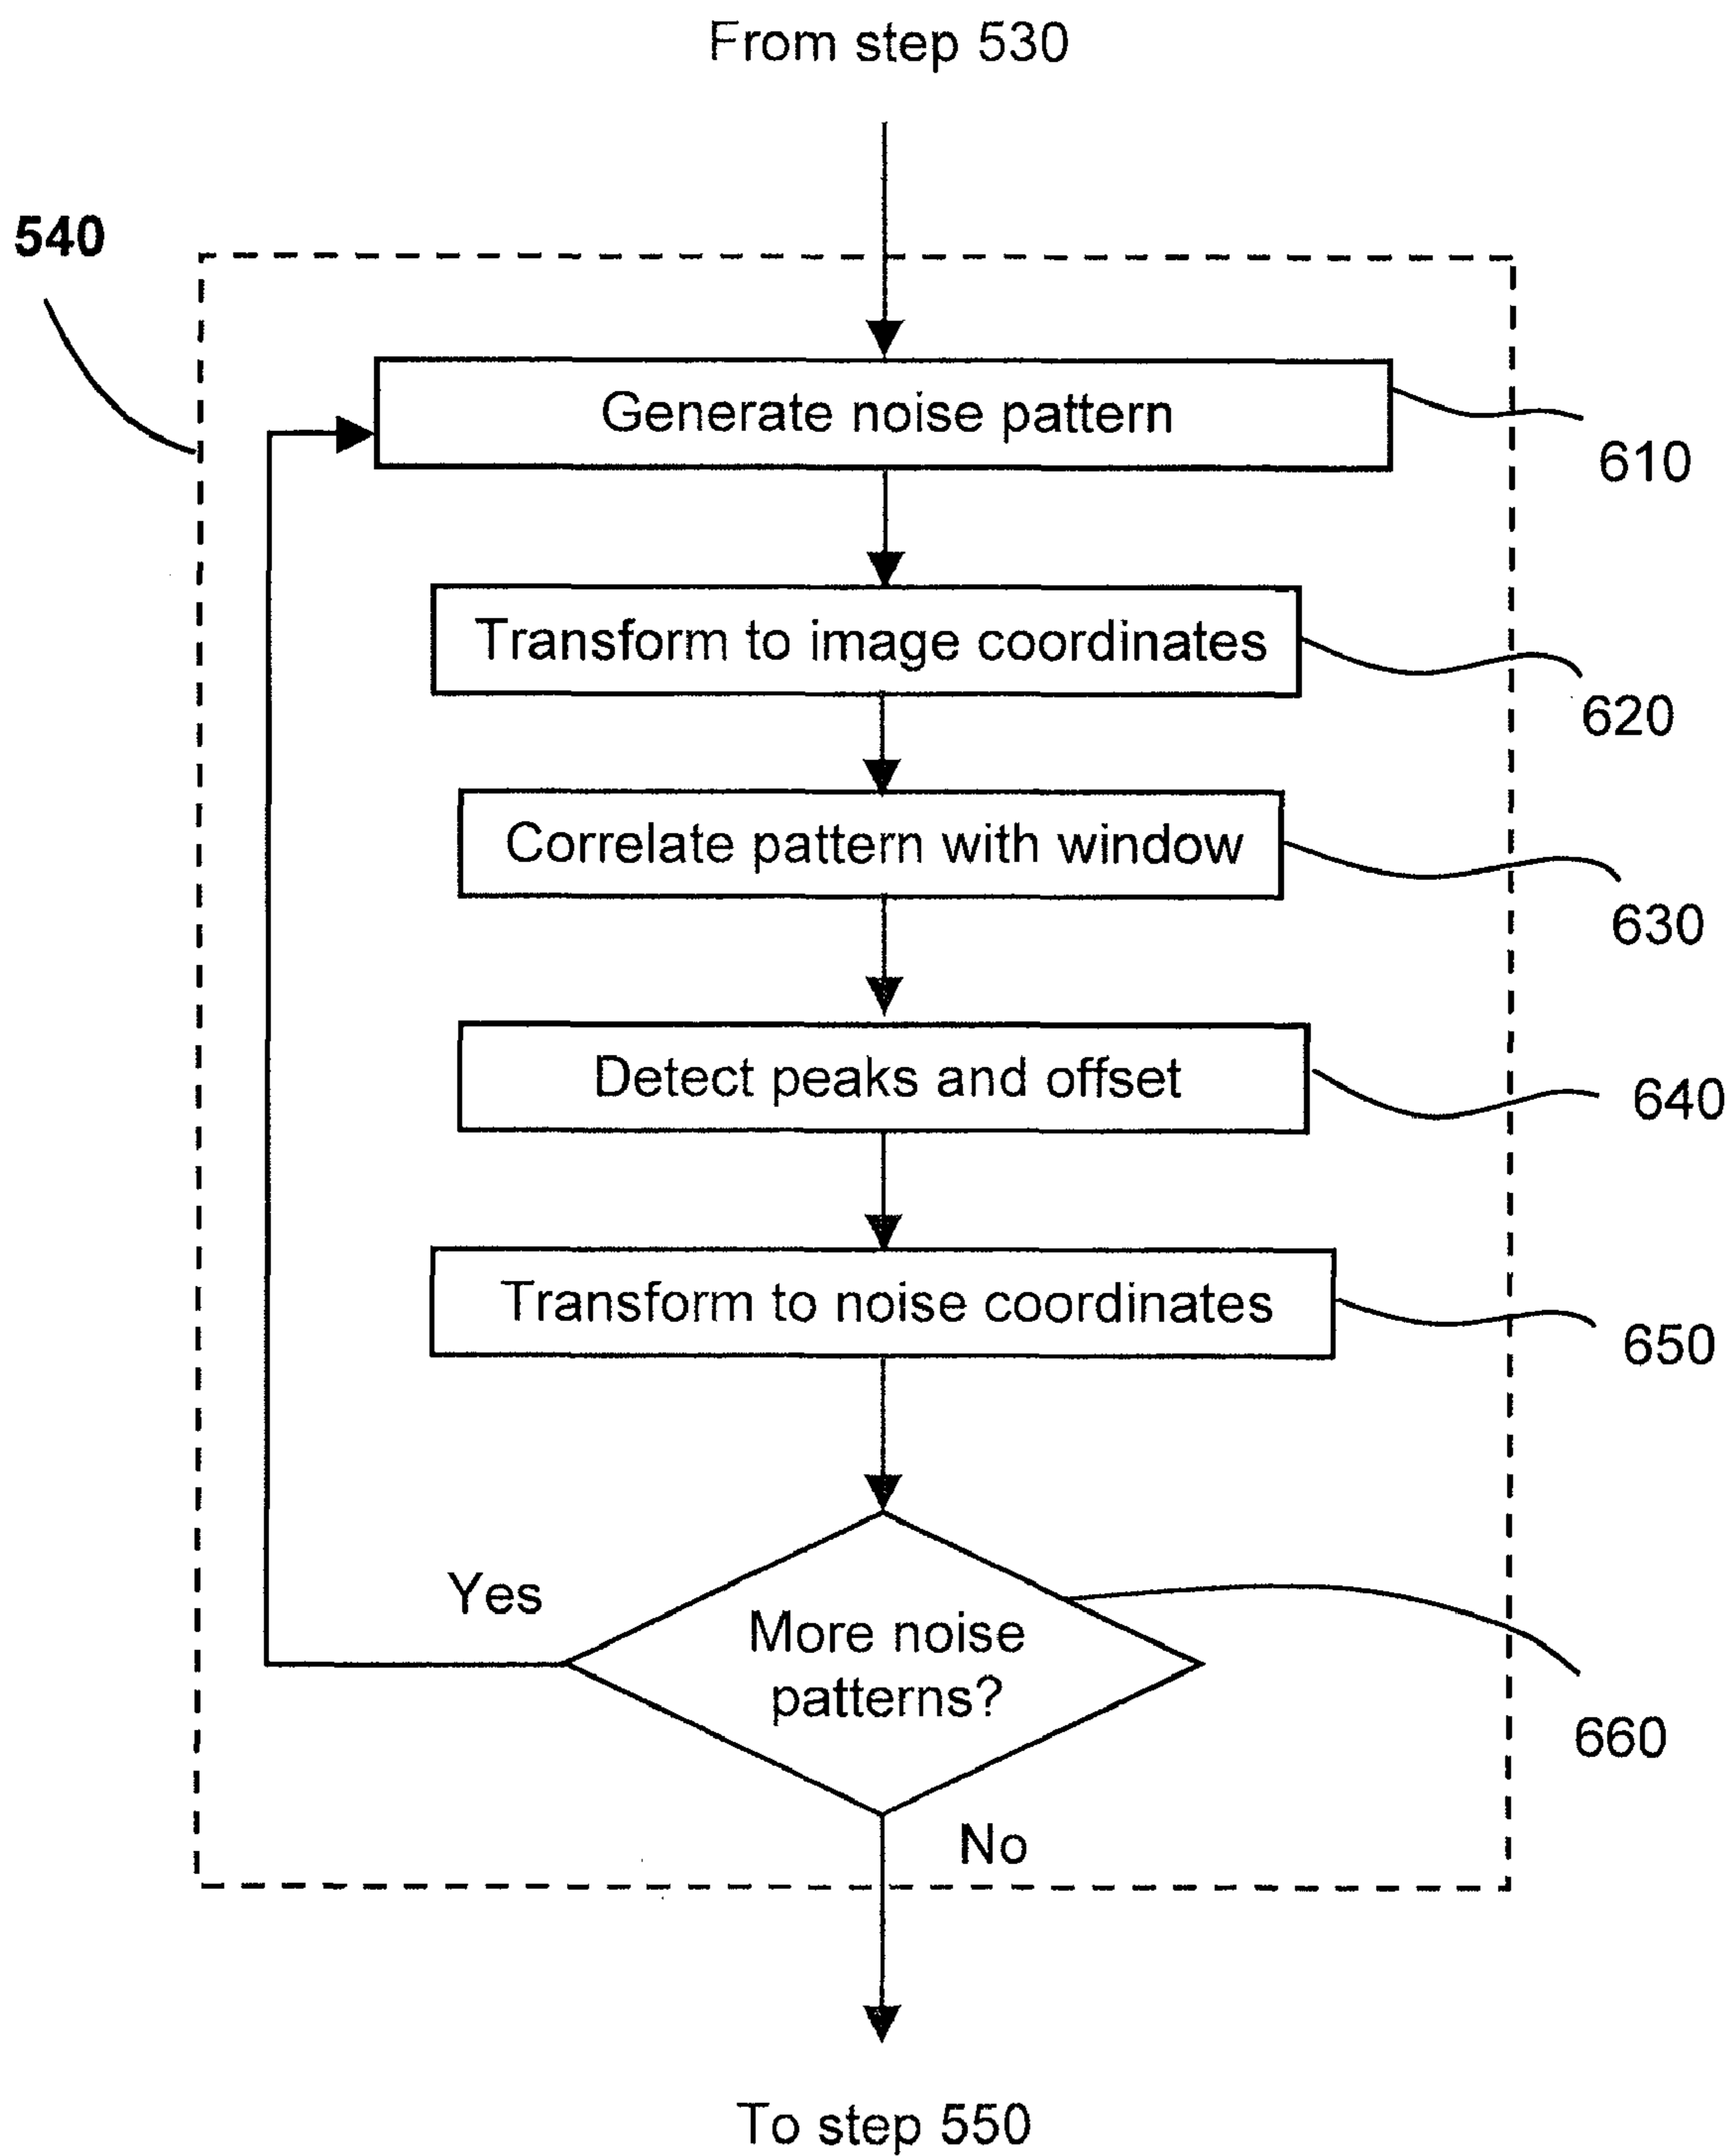 From step 530
540
Generate noise pattern
610
Transform to image coordinates
620
Correlate pattern with window
630
Detect peaks and offset
640
Transform to noise coordinates
650
Yes
More noise
patterns?
660
No
To step 550